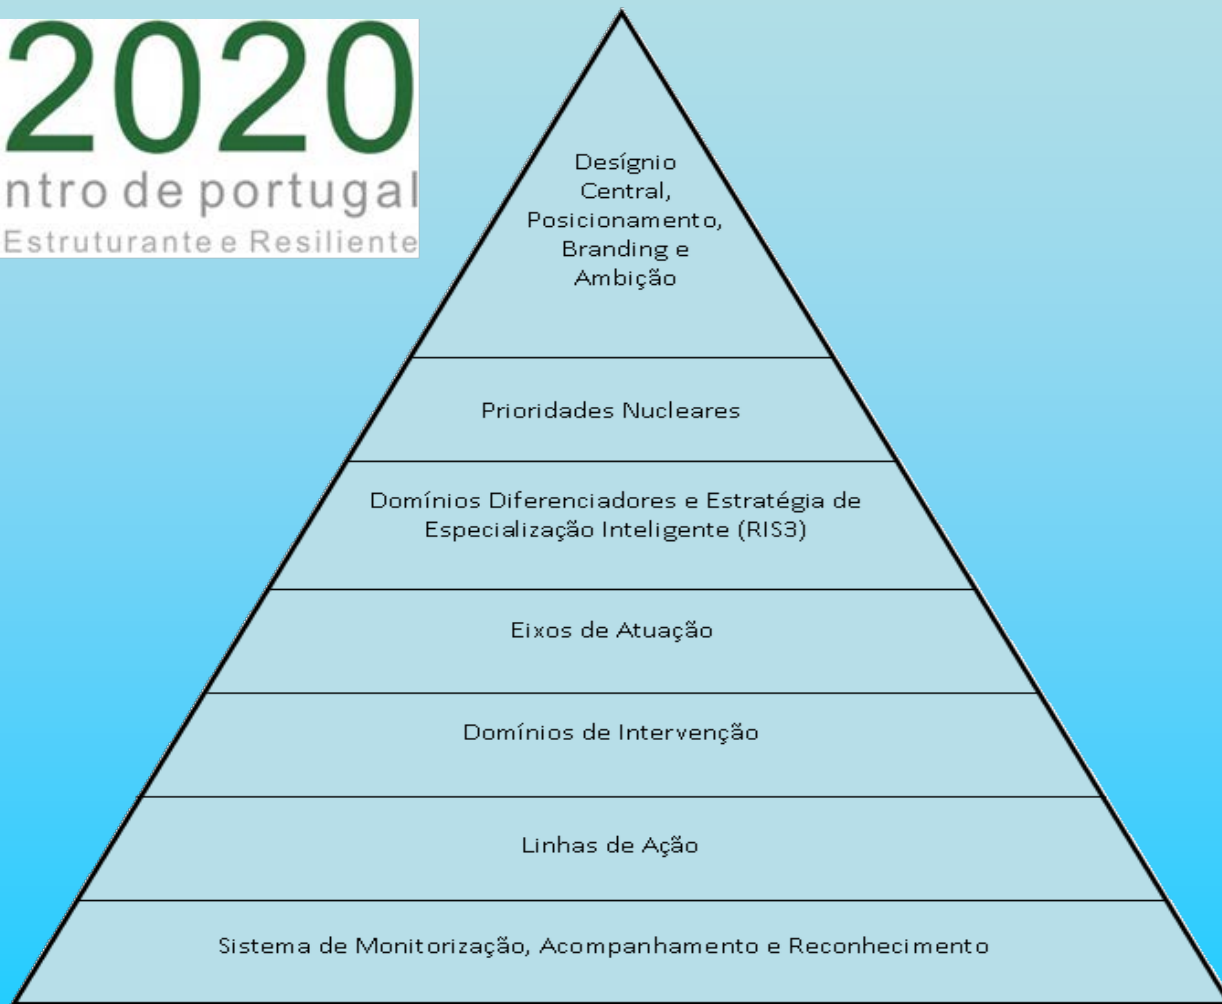 2020
ntro de portugal
Estruturante e Resiliente
Desígnio
Central,
Posicionamento,
Branding e
Ambição
Prioridades Nucleares
Domínios Diferenciadores e Estratégia de
Especialização Inteligente (RIS3)
Eixos de Atuação
Domínios de Intervenção
Linhas de Ação
Sistema de Monitorização, Acompanhamento e Reconhecimento